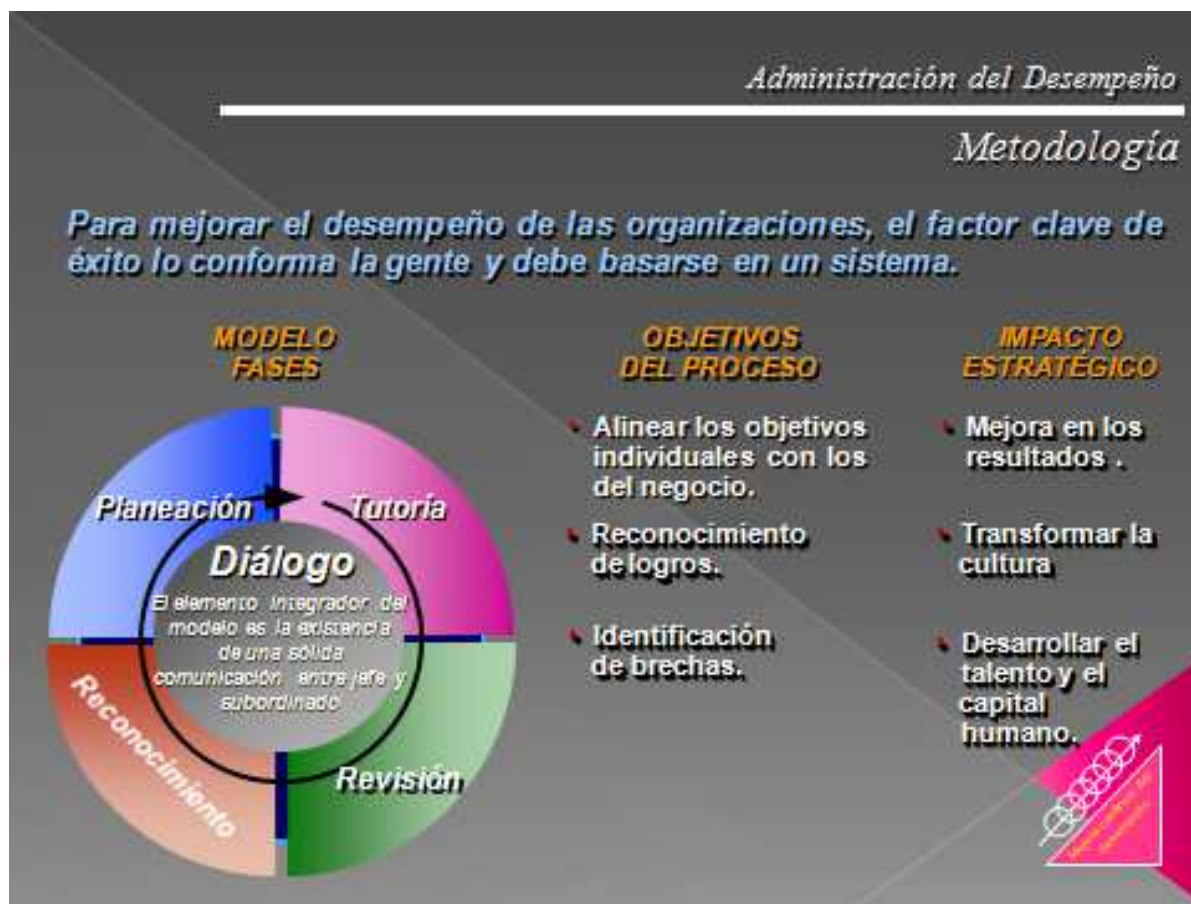 Administración del Desempeño
Metodología
Para mejorar el desempeño de las organizaciones, el factor clave de
éxito lo conforma la gente y debe basarse en un sistema.
MODELO
FASES
Planeación
Tutoría
Diálogo
El elemento integrador del
modelo es la existencia
de una sólida
comunicación entre jefe y
subordinado
Reconocimiento
Revisión
OBJETIVOS
DEL PROCESO
Alinear los objetivos
individuales con los
del negocio.
Reconocimiento
de logros.
Identificación
de brechas.
IMPACTO
ESTRATÉGICO
Mejora en los
resultados .
Transformar la
cultura
Desarrollar el
talento y el
capital
humano.